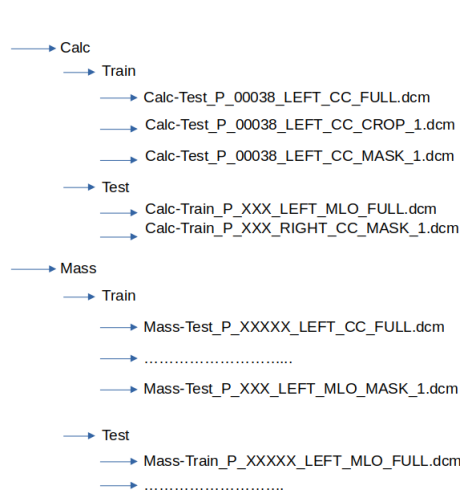 Calc
Train
Calc-Test_P_00038_LEFT_CC_FULL.dcm
Calc-Test_P_00038_LEFT_CC_CROP_1.dcm
Calc-Test_P_00038_LEFT_CC_MASK_1.dcm
Test
Calc-Train_P_XXX_LEFT_MLO_FULL.dcm
Calc-Train_P_XXX_RIGHT_CC_MASK_1.dcm
Mass
Train
Mass-Test_P_XXXXX_LEFT_CC_FULL.dcm
………………………...
Mass-Test_P_XXX_LEFT_MLO_MASK_1.dcm
Test
Mass-Train_P_XXXXX_LEFT_MLO_FULL.dcm
……………………….